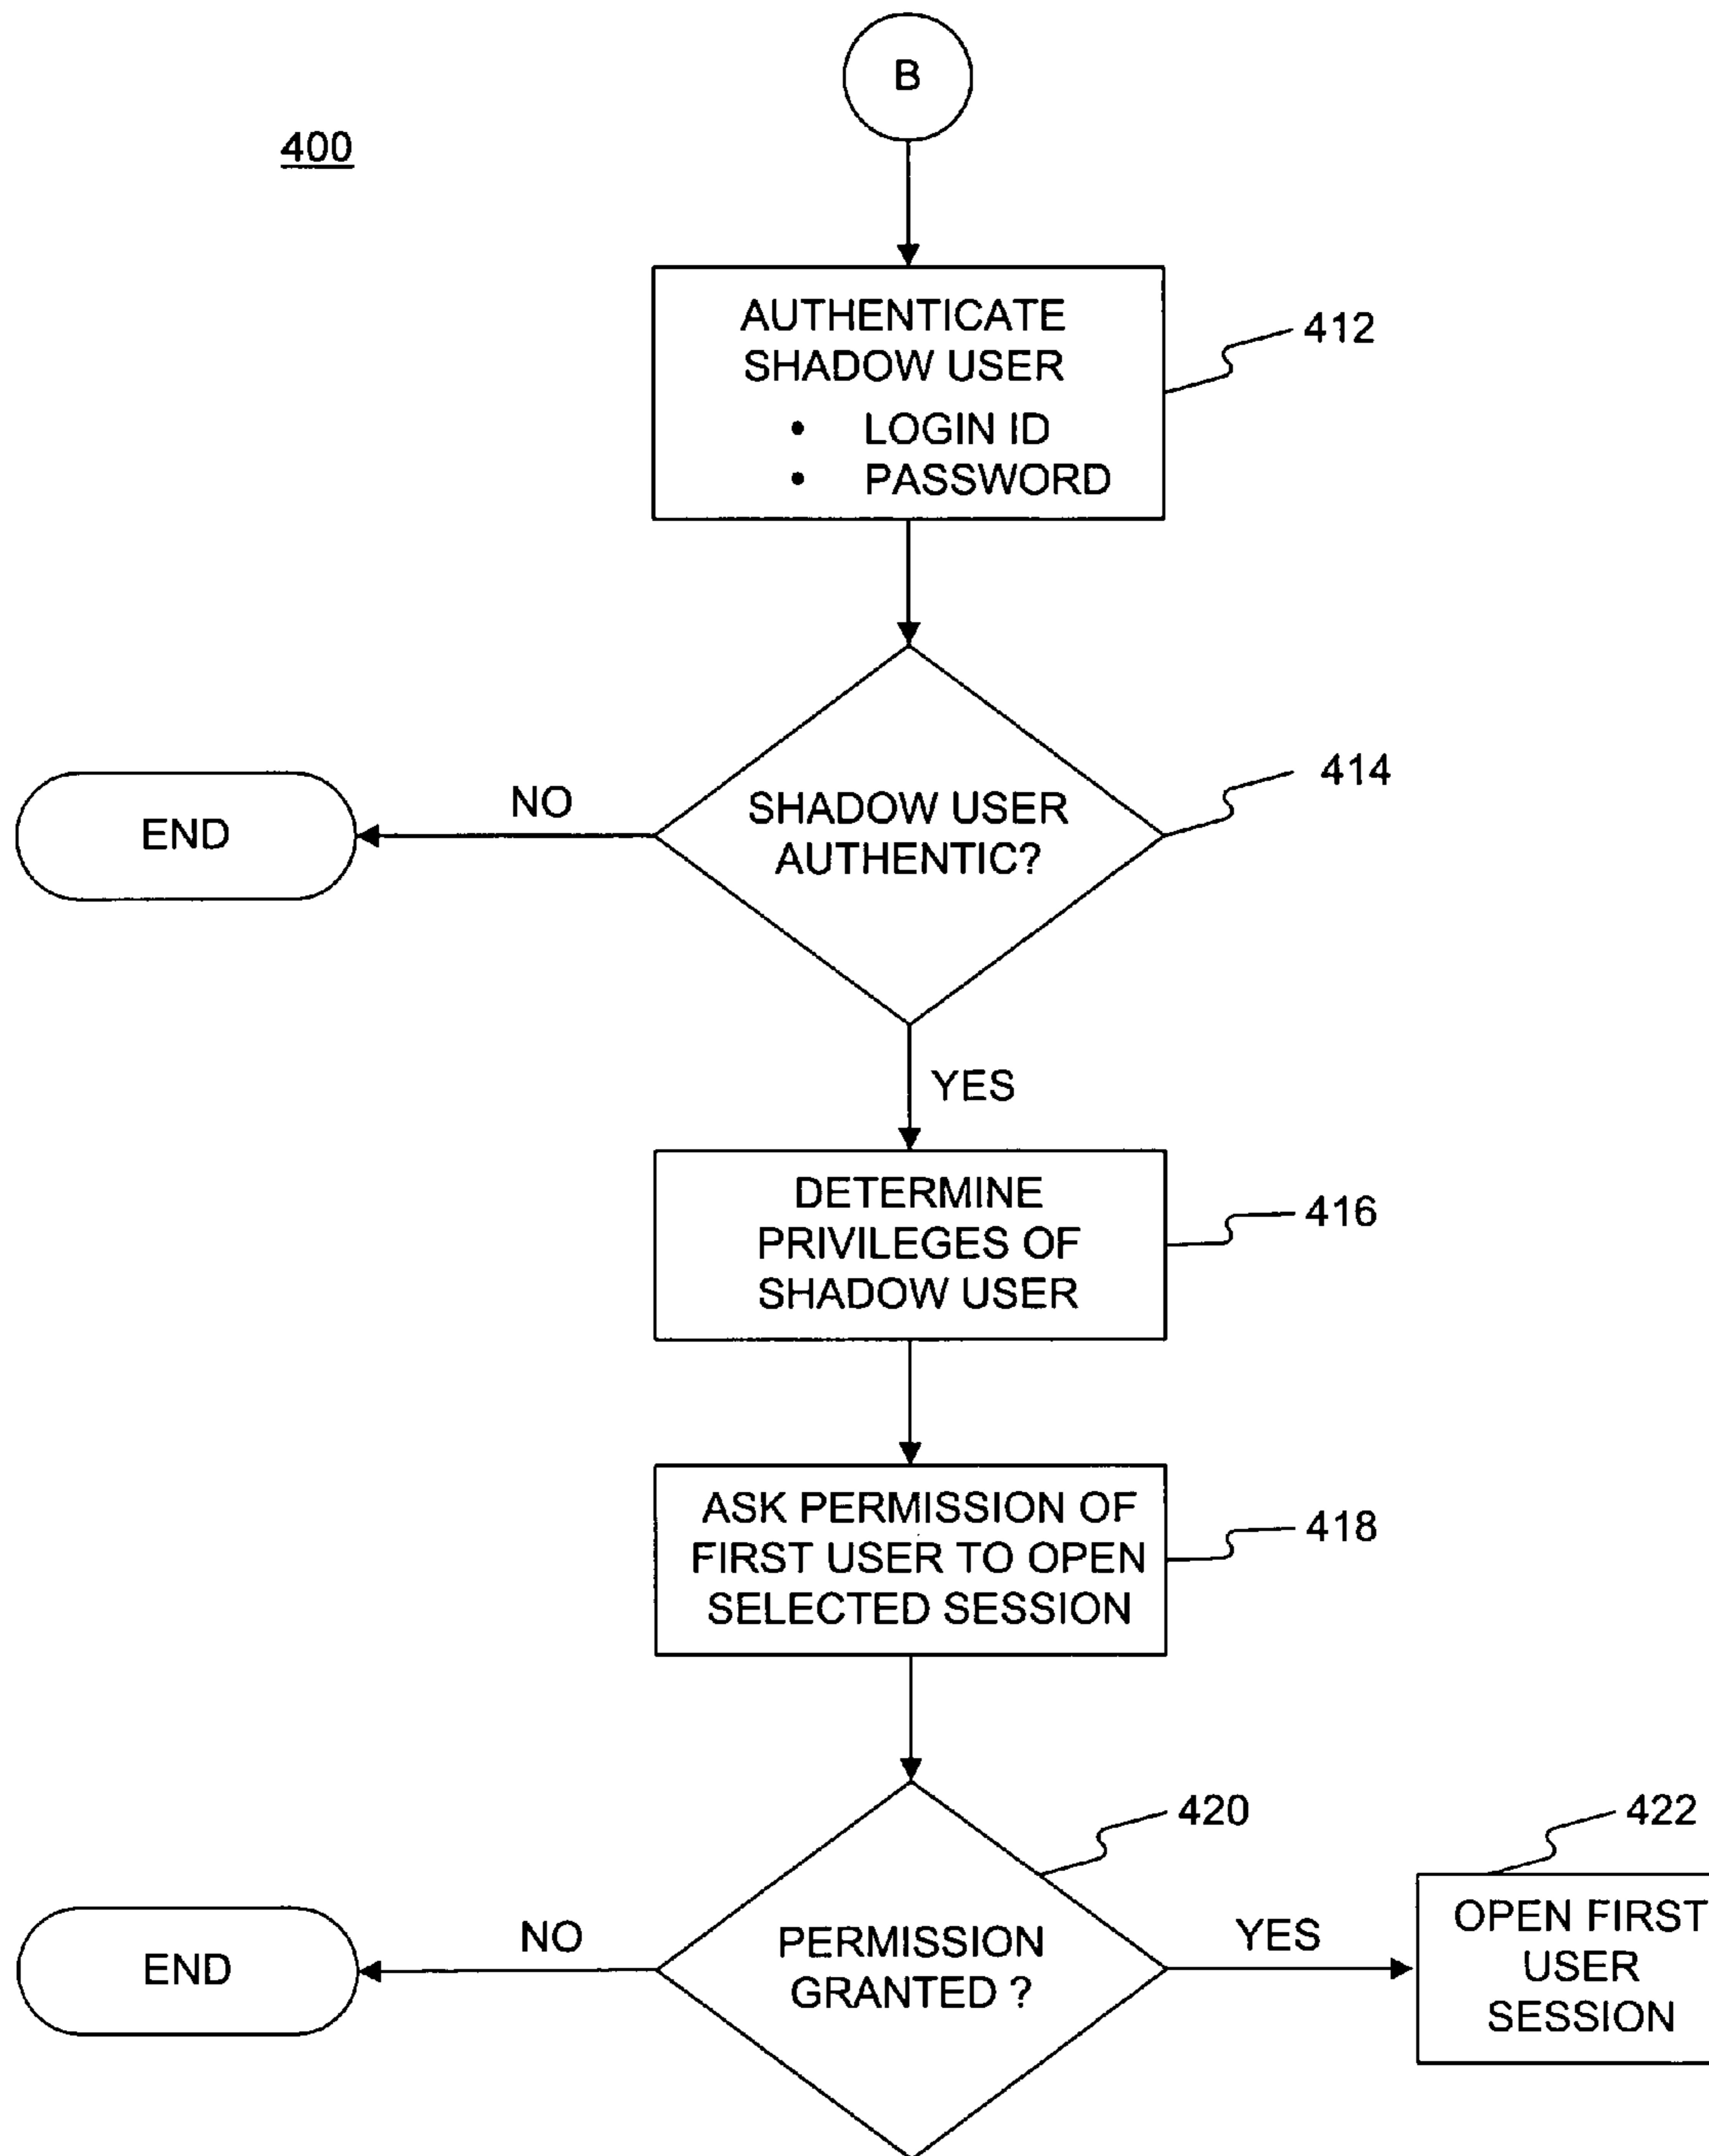 B
400
AUTHENTICATE
SHADOW USER
• LOGIN ID
• PASSWORD
412
SHADOW USER
AUTHENTIC?
414
NO
END
YES
DETERMINE
PRIVILEGES OF
SHADOW USER
416
ASK PERMISSION OF
FIRST USER TO OPEN
SELECTED SESSION
418
PERMISSION
GRANTED ?
420
NO
END
YES
422
OPEN FIRST
USER
SESSION